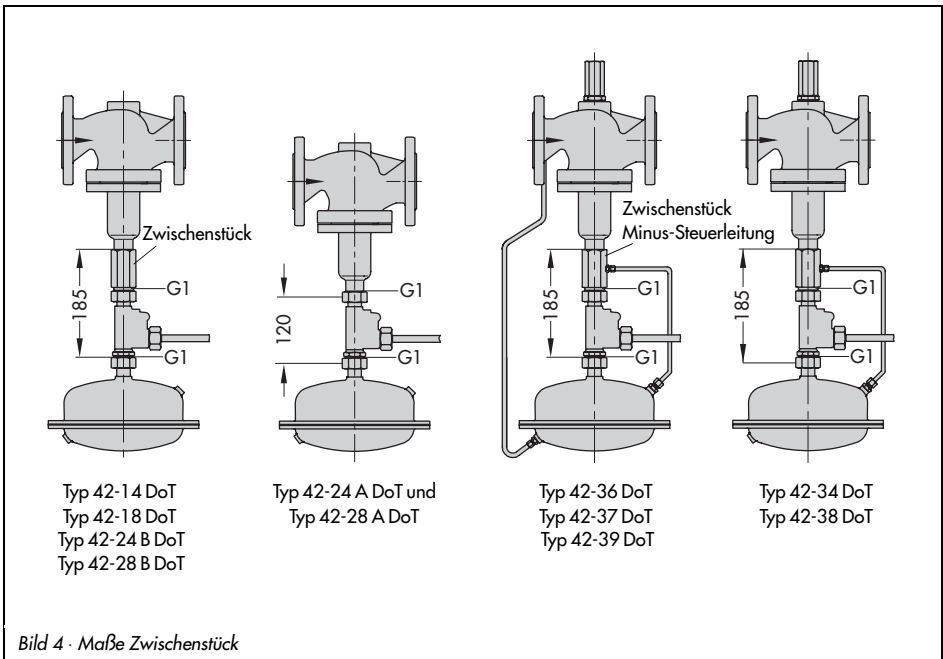 Zwischenstück
185
G1
G1
Typ 42-14 DoT
Typ 42-18 DoT
Typ 42-24 B DoT
Typ 42-28 B DoT
120
G1
G1
Typ 42-24 A DoT und
Typ 42-28 A DoT
Zwischenstück
Minus-Steuerleitung
185
G1
G1
Typ 42-36 DoT
Typ 42-37 DoT
Typ 42-39 DoT
185
G1
G1
Typ 42-34 DoT
Typ 42-38 DoT
Bild 4 · Maße Zwischenstück